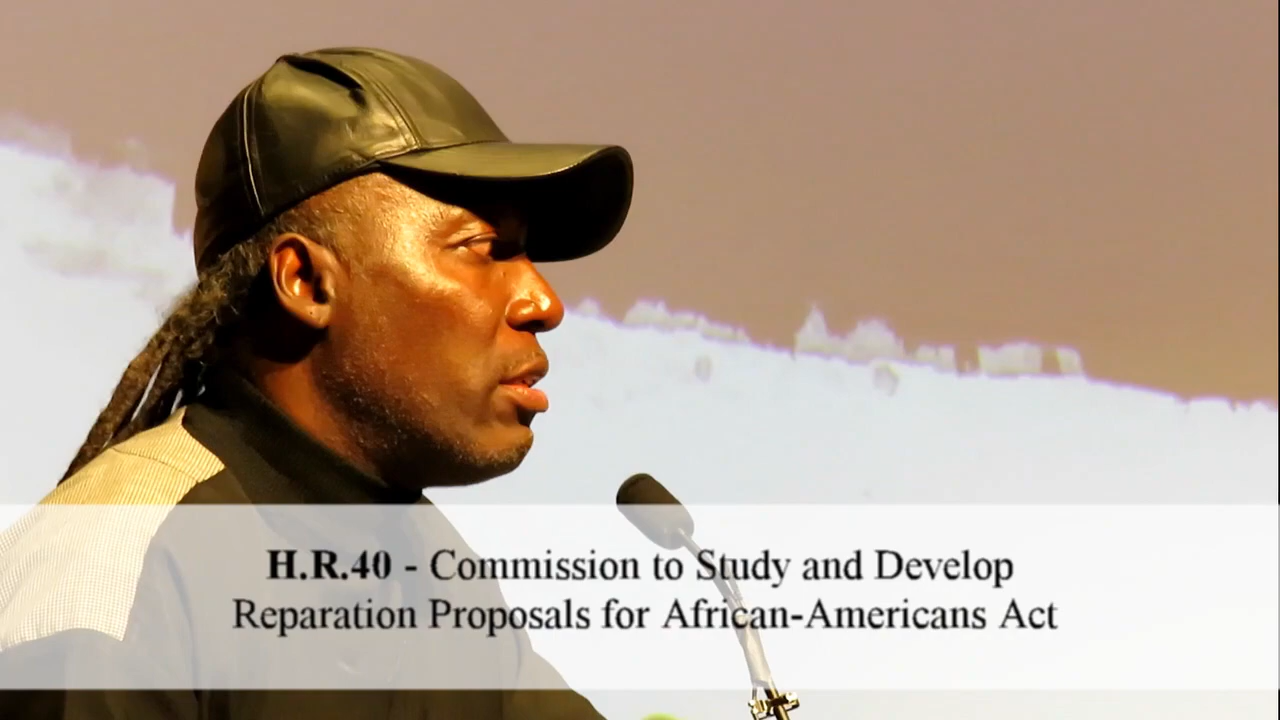 H.R.40 - Commission to Study and Develop
Reparation Proposals for African-Americans Act